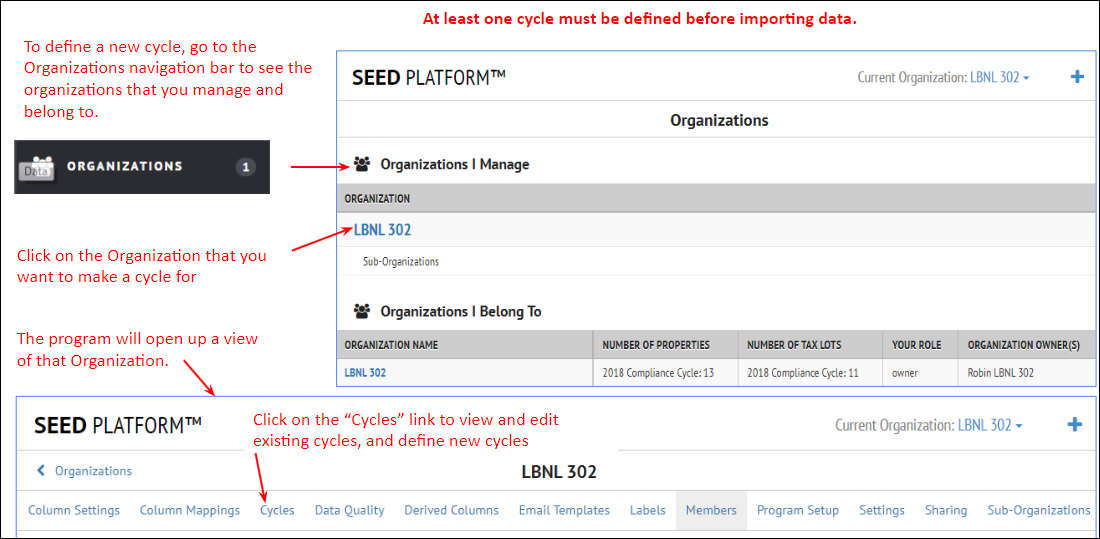 At least one cycle must be defined before importing data.
To define a new cycle, go to the
Organizations navigation bar to see the
organizations that you manage and
belong to.
Data
ORGANIZATIONS 1
SEED PLATFORM™ Current Organization: LBNL 302
Organizations
Organizations I Manage
ORGANIZATION
LBNL 302
Sub-Organizations
Click on the Organization that you
want to make a cycle for
Organizations I Belong To
ORGANIZATION NAME NUMBER OF PROPERTIES NUMBER OF TAX LOTS YOUR ROLE ORGANIZATION OWNER(S)
LBNL 302 2018 Compliance Cycle: 13 2018 Compliance Cycle: 11 owner Robin LBNL 302
The program will open up a view
of that Organization.
SEED PLATFORM™ Current Organization: LBNL 302
Click on the “Cycles” link to view and edit
existing cycles, and define new cycles
Organizations LBNL 302
Column Settings Column Mappings Cycles Data Quality Derived Columns Email Templates Labels Members Program Setup Settings Sharing Sub-Organizations